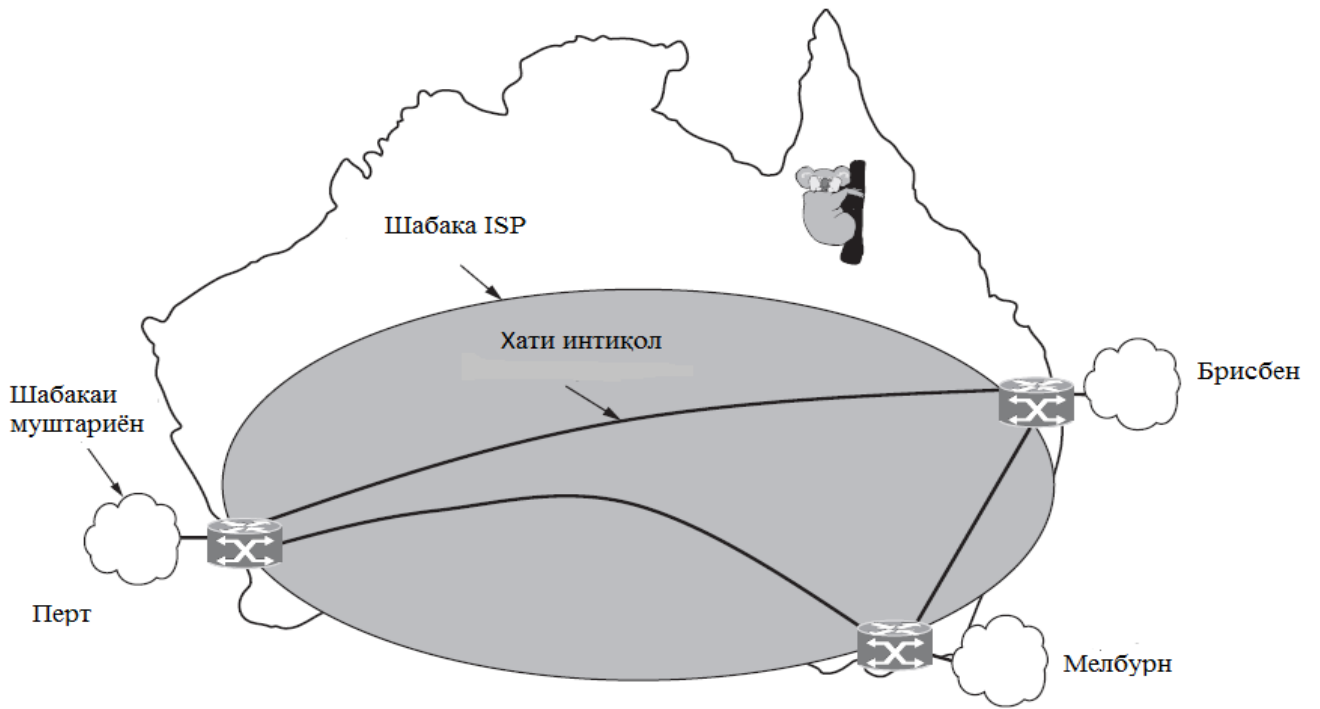 Шабака ISP
Хати интиқол
Шабакаи
муштариён
Брисбен
Перт
Мелбурн